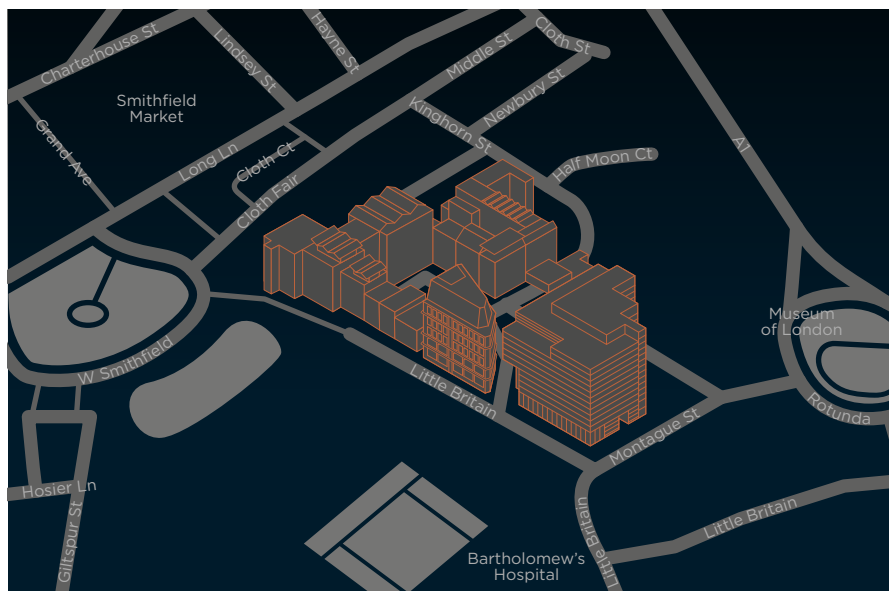 Charterhouse St
Lindsey St
Hayne St
Cloth St
Middle St
Smithfield
Market
Newbury St
Kinghorn St
A1
Grand Ave
Long Ln
Cloth Ct
Half Moon Ct
Cloth Fair
Museum
of London
W Smithfield
Little Britain
Rotunda
Montague St
Hosier Ln
Giltspur St
Little Britain
Little Britain
Bartholomew's
Hospital